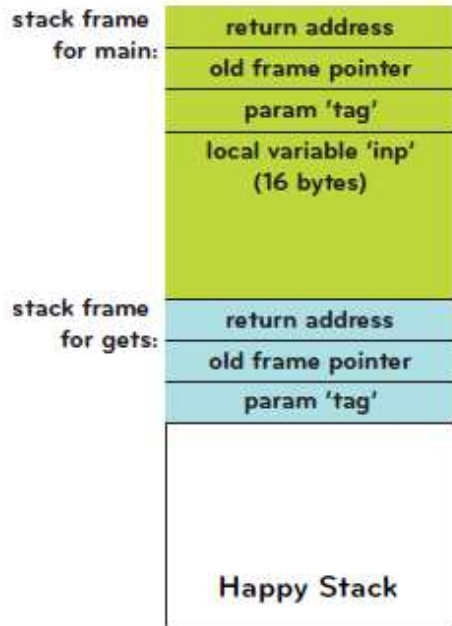 stack frame
for main:
return address
old frame pointer
param 'tag'
local variable 'inp'
(16 bytes)
stack frame
for gets:
return address
old frame pointer
param 'tag'
Happy Stack